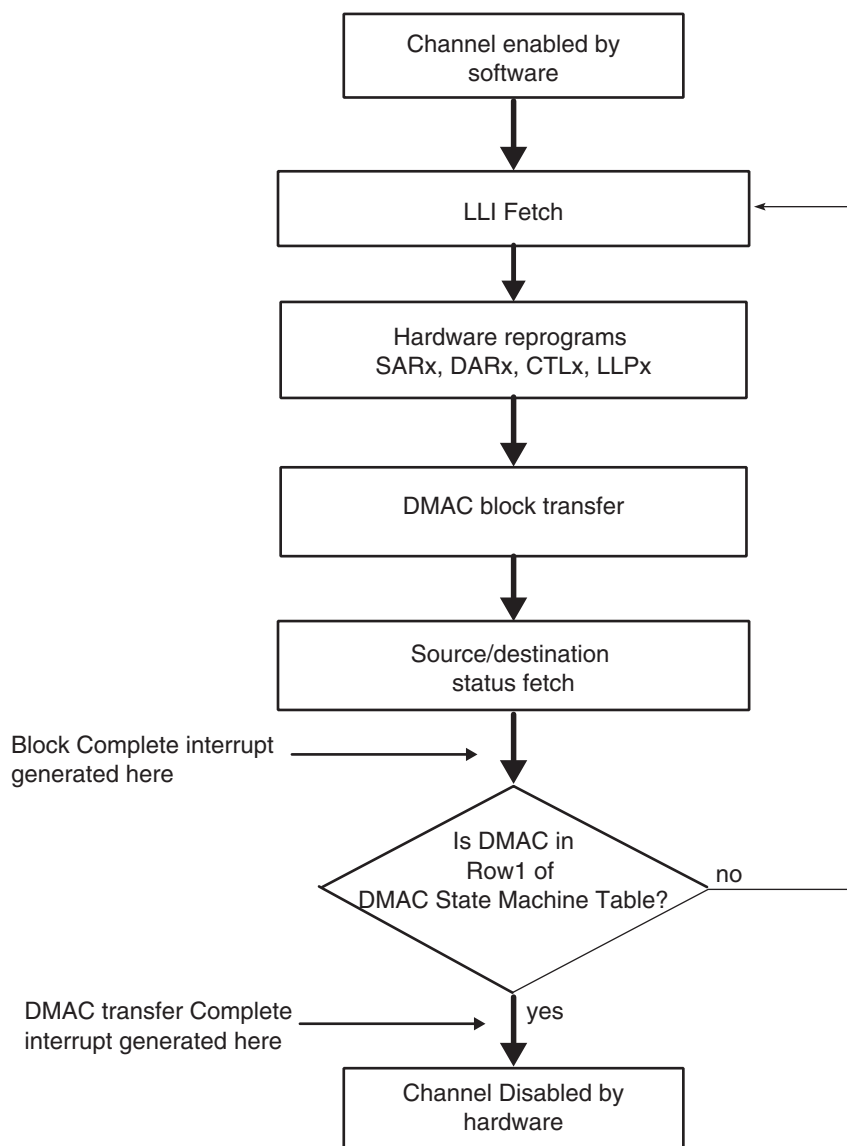 Channel enabled by
software
LLI Fetch
Hardware reprograms
SARx, DARx, CTLx, LLPx
DMAC block transfer
Source/destination
status fetch
Block Complete interrupt
generated here
Is DMAC in
Row1 of
DMAC State Machine Table?
no
DMAC transfer Complete
interrupt generated here
yes
Channel Disabled by
hardware